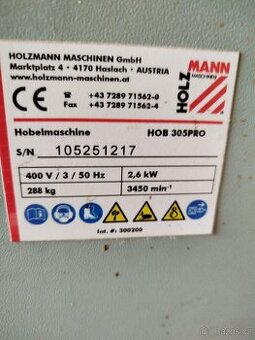 HOLZMANN MASCHINEN GmbH
Marktplatz 4 - 4170 Haslach - AUSTRIA
www.holzmann-maschinen.at
CE
☎ +43 7289 71562-0
Fax +43 7289 71562-4
HOLZ
MANN
MASCHINEN
Hobelmaschine HOB 305PRO
S/N 105251217
400 V / 3 / 50 Hz 2,6 kW
288 kg 3450 min⁻¹
Int. #: 300200